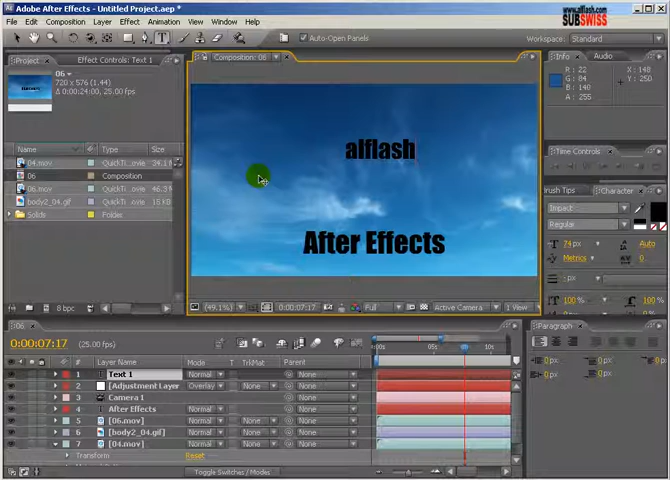 Adobe After Effects - Untitled Project.aep *
www.alflash.com
SUBSWISS
File Edit Composition Layer Effect Animation View Window Help
Auto-Open Panels
Workspace: Standard
Project Effect Controls: Text 1
Composition: 06
Info Audio
06
720 x 576 (1.44)
Δ 0:00:24:00, 25.00 fps
R : 22
G : 84
B : 140
A : 255
X : 148
Y : 250
alflash
After Effects
Name Type Size
04.mov QuickTi...ovie 24.1
06 Composition
06.mov QuickTi...ovie 46.3
body2_04.gif QuickTi...ovie 15 KB
Solids Folder
Time Controls
Brush Tips Character
Impact
74 px
Metrics 0
- px
100 % 100 %
8 bpc
(49.1%) 0:00:07:17 Full Active Camera 1 View
06
0:00:07:17 (25.00 fps)
Paragraph
0 px 0 px 0 px
0 px 0 px
# Layer Name Mode T TrkMat Parent
:00s 05s 10s
1 Text 1 Normal None
2 [Adjustment Layer Overlay None None
3 Camera 1 None
4 After Effects Normal None None
5 [06.mov] Normal None None
6 [body2_04.gif] Normal None None
7 [04.mov] Normal None None
Transform Reset
Toggle Switches / Modes